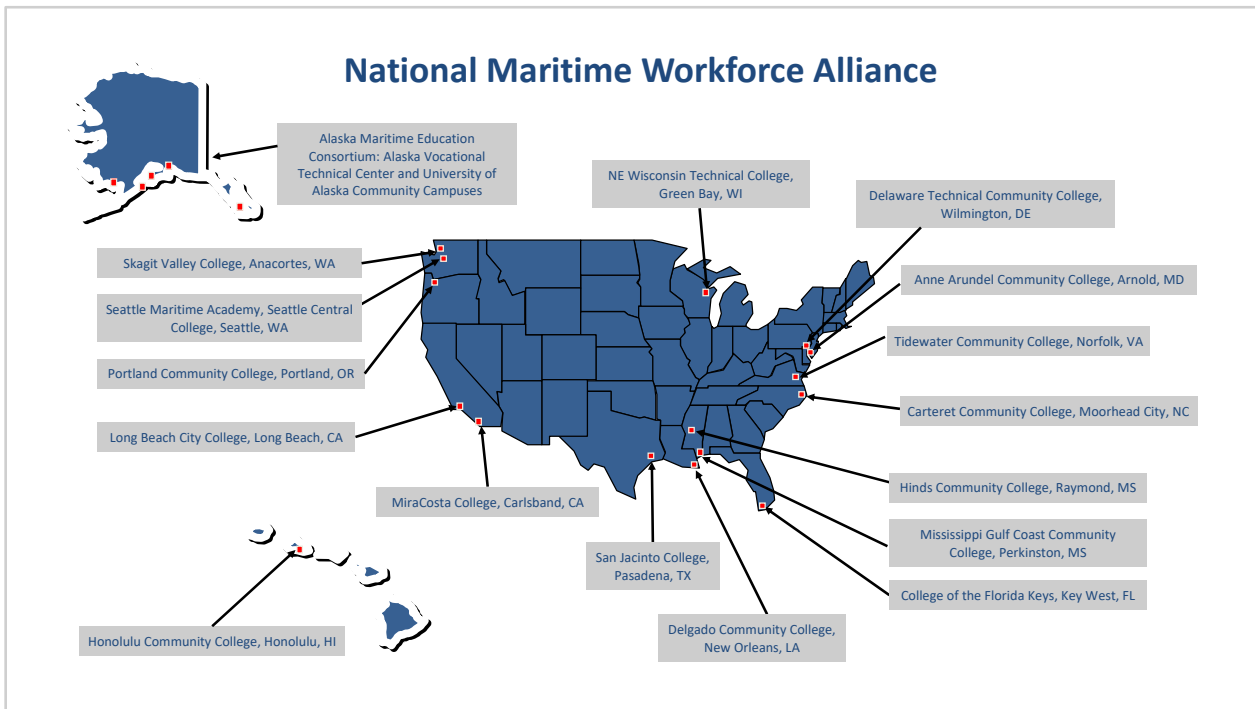 National Maritime Workforce Alliance
Alaska Maritime Education
Consortium: Alaska Vocational
Technical Center and University of
Alaska Community Campuses
NE Wisconsin Technical College,
Green Bay, WI
Delaware Technical Community College,
Wilmington, DE
Skagit Valley College, Anacortes, WA
Anne Arundel Community College, Arnold, MD
Seattle Maritime Academy, Seattle Central
College, Seattle, WA
Tidewater Community College, Norfolk, VA
Portland Community College, Portland, OR
Carteret Community College, Moorhead City, NC
Long Beach City College, Long Beach, CA
Hinds Community College, Raymond, MS
MiraCosta College, Carlsband, CA
Mississippi Gulf Coast Community
College, Perkinston, MS
San Jacinto College,
Pasadena, TX
College of the Florida Keys, Key West, FL
Delgado Community College,
New Orleans, LA
Honolulu Community College, Honolulu, HI